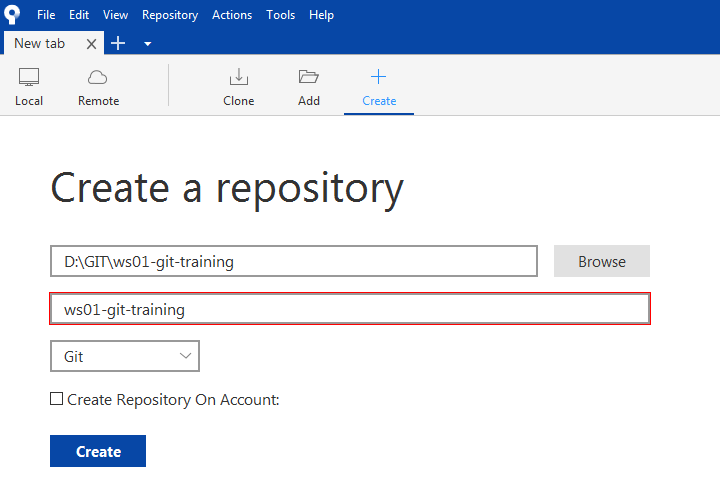 File Edit View Repository Actions Tools Help
New tab
Local Remote Clone Add Create
Create a repository
D:\GIT\ws01-git-training Browse
ws01-git-training
Git
Create Repository On Account:
Create